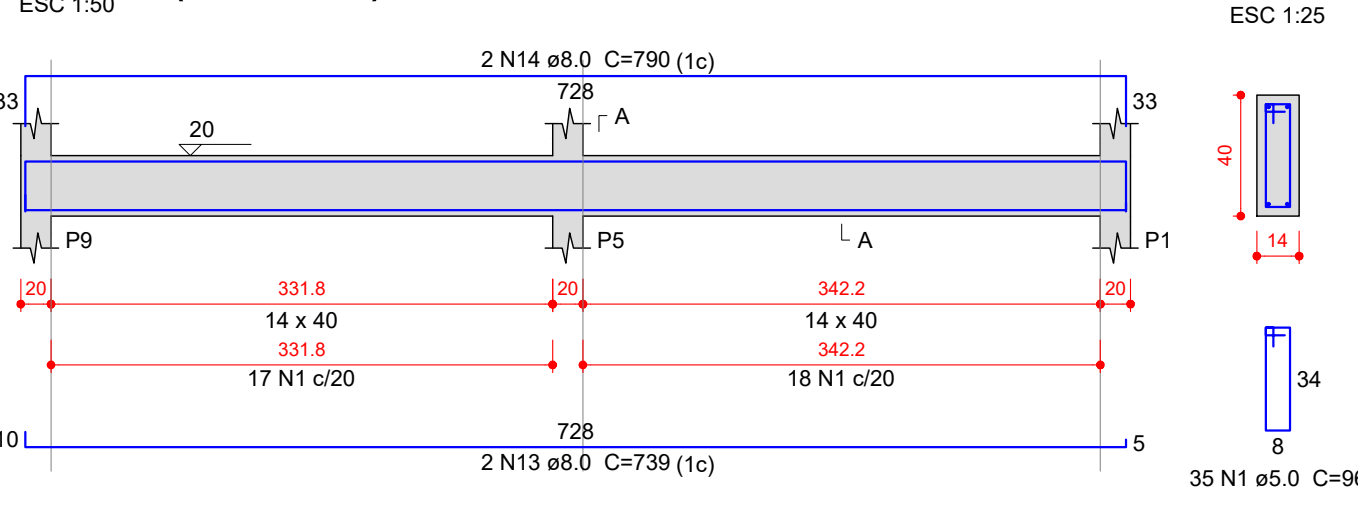 ESC 1:50
ESC 1:25
2 N14 ø8.0 C=790 (1c)
728
33
33
A
20
40
P9
P5
A
P1
14
20
331.8
20
342.2
20
14 x 40
14 x 40
331.8
342.2
17 N1 c/20
18 N1 c/20
34
10
728
5
8
2 N13 ø8.0 C=739 (1c)
35 N1 ø5.0 C=96